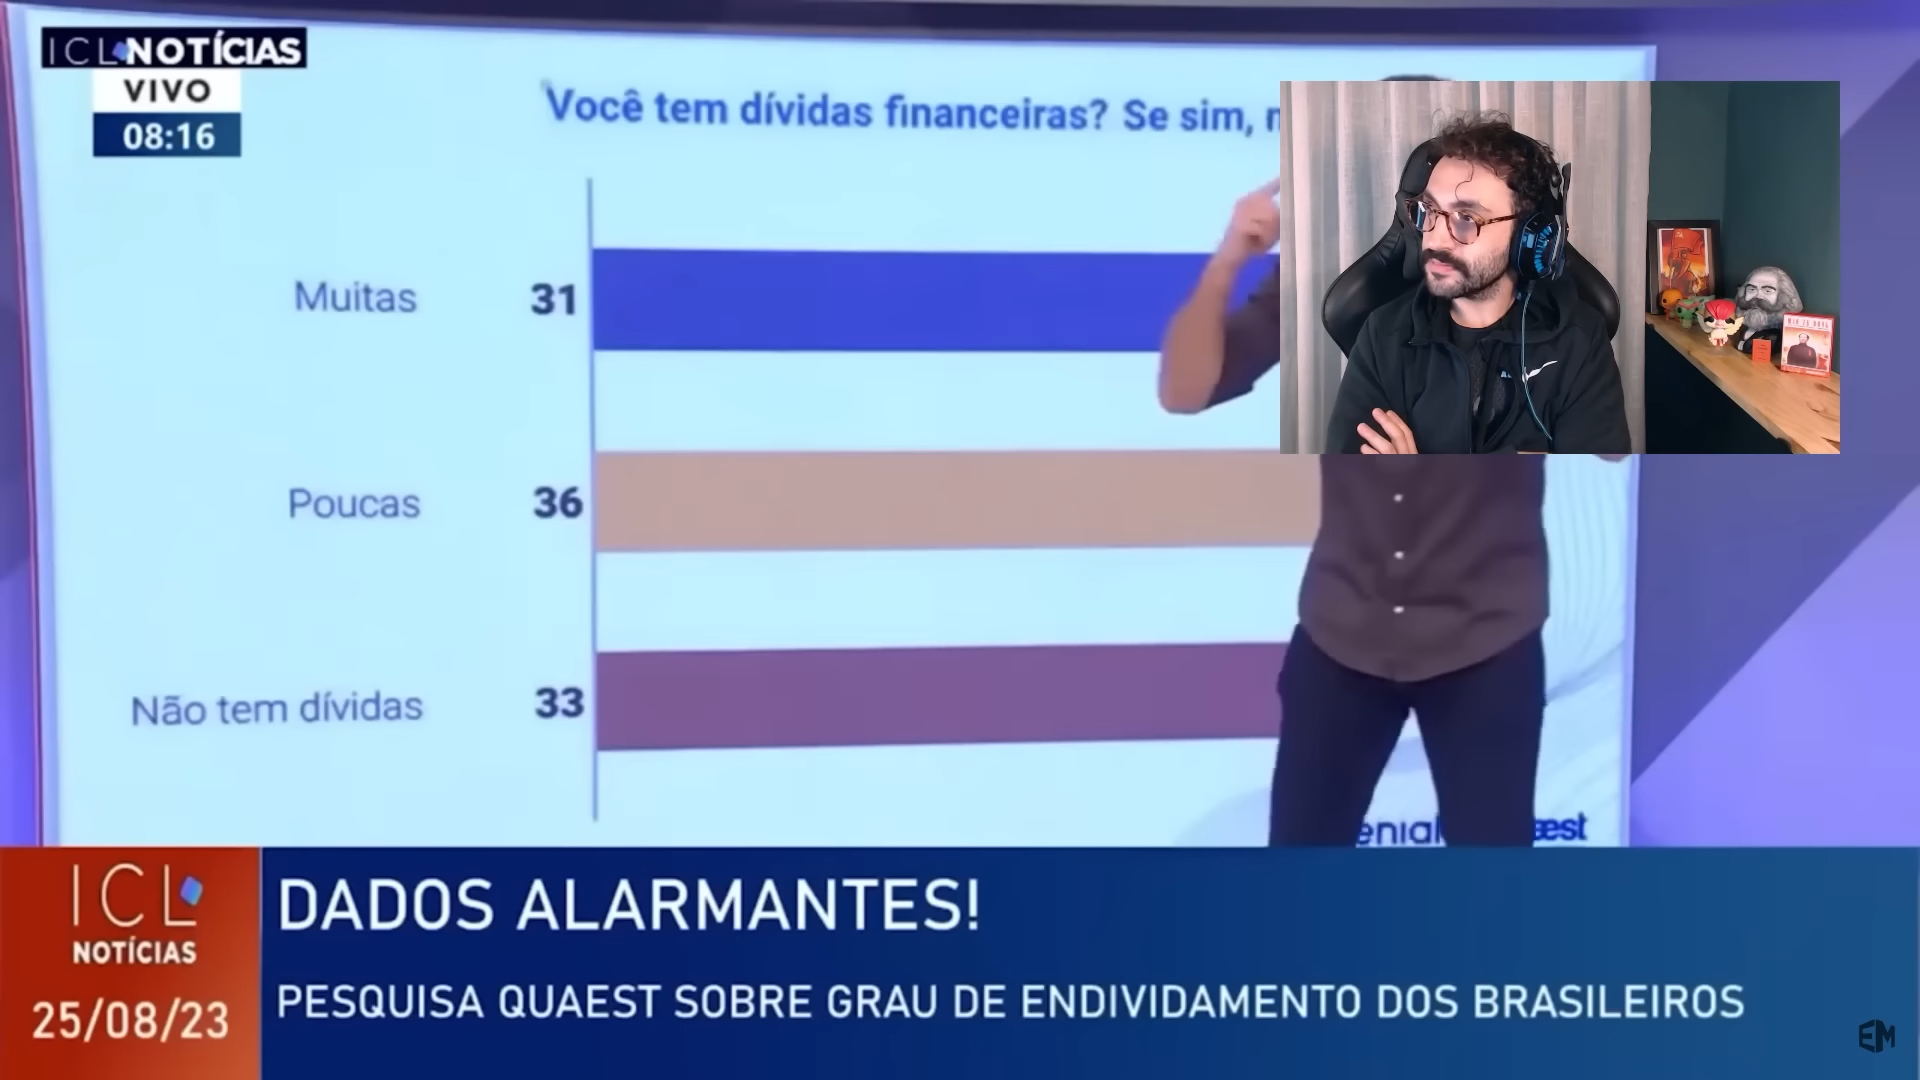 ICL NOTÍCIAS
VIVO
08:16
Você tem dívidas financeiras? Se sim,
Muitas 31
Poucas 36
Não tem dívidas 33
ICL
NOTÍCIAS
25/08/23
DADOS ALARMANTES!
PESQUISA QUAEST SOBRE GRAU DE ENDIVIDAMENTO DOS BRASILEIROS
EM